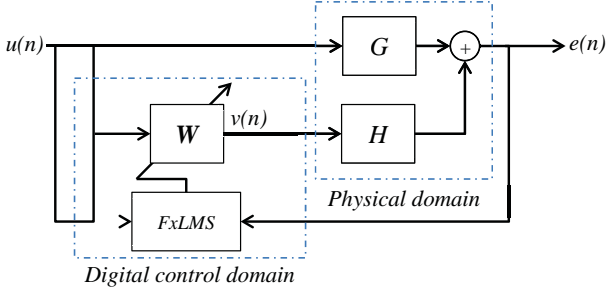 u(n)
G
+
e(n)
W
v(n)
H
Physical domain
FxLMS
Digital control domain